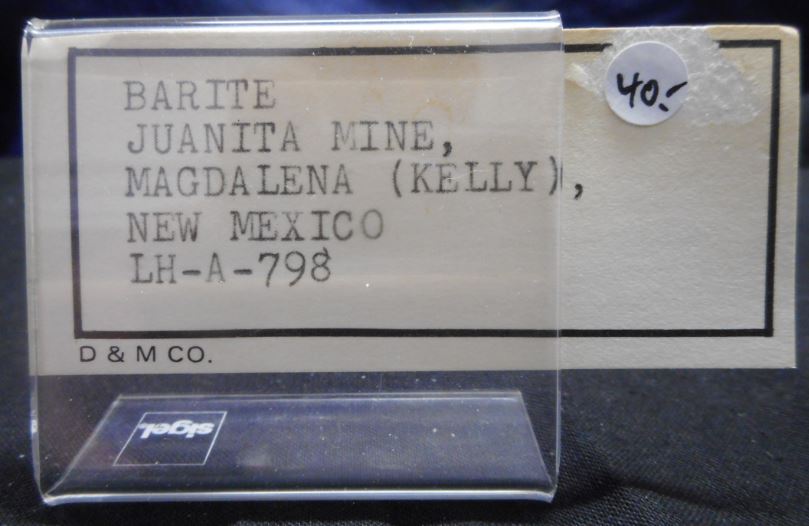 BARITE
JUANITA MINE,
MAGDALENA (KELLY),
NEW MEXICO
LH-A-798
D & M CO.
40.-
sigel.